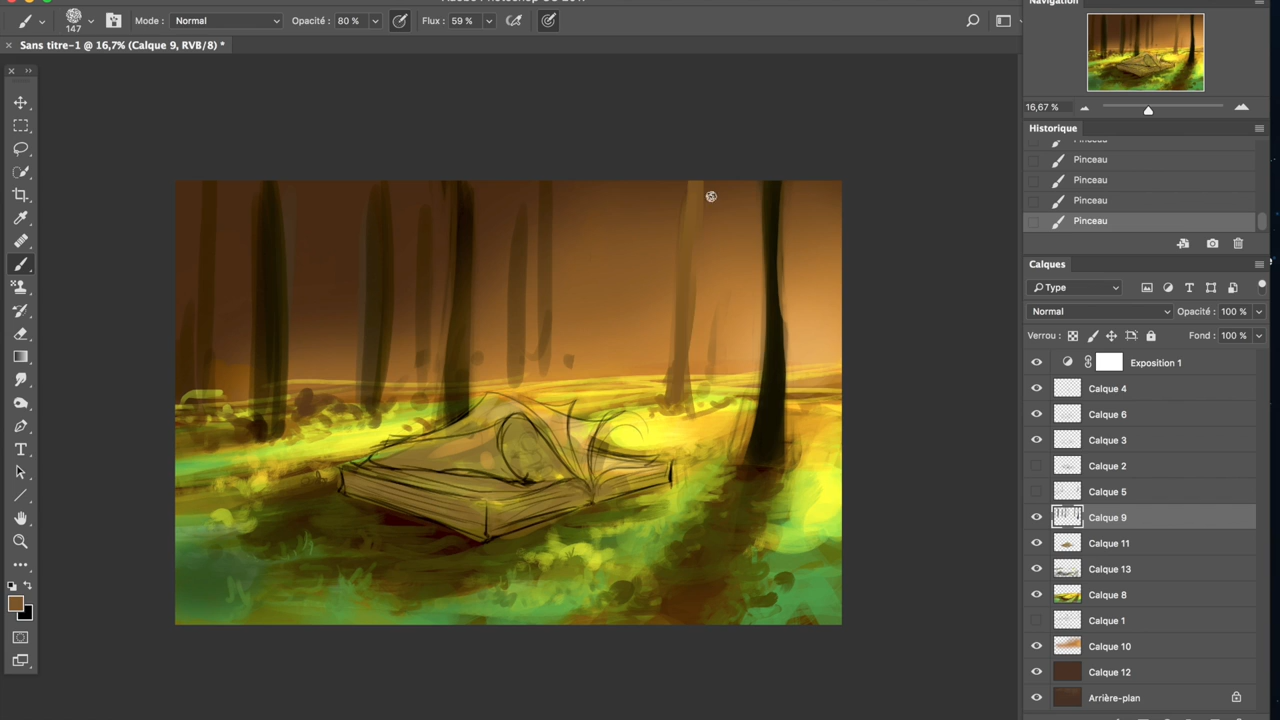 Navigation
147
Mode : Normal
Opacité : 80 %
Flux : 59 %
Sans titre-1 @ 16,7% (Calque 9, RVB/8) *
16,67 %
Historique
Pinceau
Pinceau
Pinceau
Pinceau
Pinceau
Calques
Type
Normal
Opacité : 100 %
Verrou :
Fond : 100 %
Exposition 1
Calque 4
Calque 6
Calque 3
Calque 2
Calque 5
Calque 9
Calque 11
Calque 13
Calque 8
Calque 1
Calque 10
Calque 12
Arrière-plan